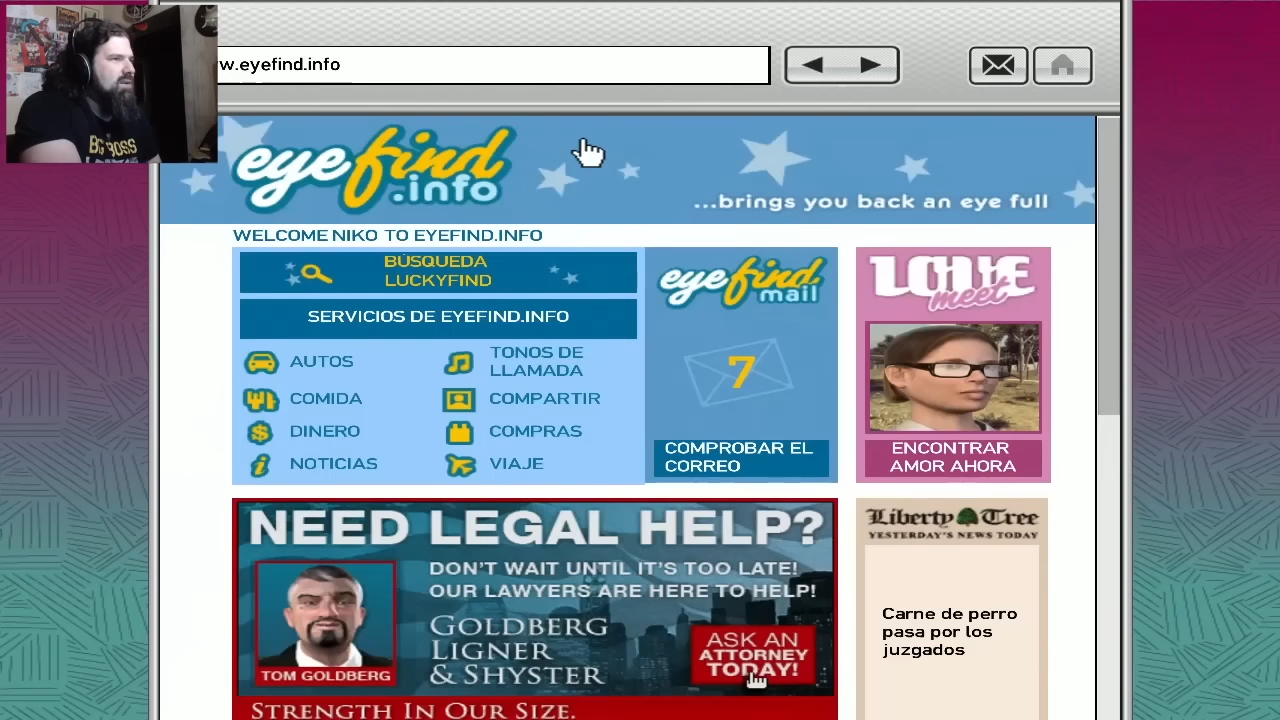 w.eyefind.info
eyefind
.info
...brings you back an eye full
WELCOME NIKO TO EYEFIND.INFO
BÚSQUEDA
LUCKYFIND
SERVICIOS DE EYEFIND.INFO
AUTOS
TONOS DE
LLAMADA
COMIDA
COMPARTIR
DINERO
COMPRAS
NOTICIAS
VIAJE
eyefind
mail
7
COMPROBAR EL
CORREO
LOVE
meet
ENCONTRAR
AMOR AHORA
NEED LEGAL HELP?
DON'T WAIT UNTIL IT'S TOO LATE!
OUR LAWYERS ARE HERE TO HELP!
GOLDBERG
LIGNER
& SHYSTER
ASK AN
ATTORNEY
TODAY!
TOM GOLDBERG
STRENGTH IN OUR SIZE.
Liberty Tree
YESTERDAY'S NEWS TODAY
Carne de perro
pasa por los
juzgados
BIG BOSS